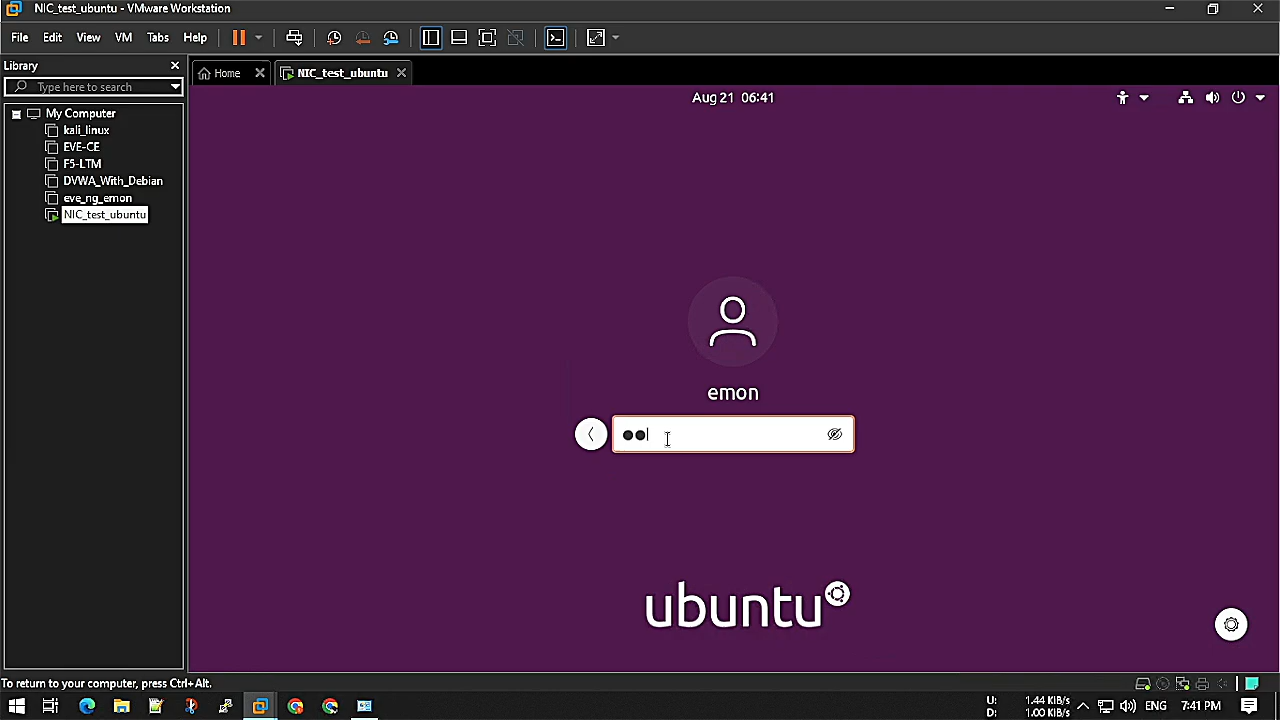 NIC_test_ubuntu - VMware Workstation
File Edit View VM Tabs Help
Library
Type here to search
Home
NIC_test_ubuntu
My Computer
kali_linux
EVE-CE
F5-LTM
DVWA_With_Debian
eve_ng_emon
NIC_test_ubuntu
Aug 21 06:41
emon
ubuntu
To return to your computer, press Ctrl+Alt.
U: 1.44 KiB/s
D: 1.00 KiB/s
ENG
7:41 PM